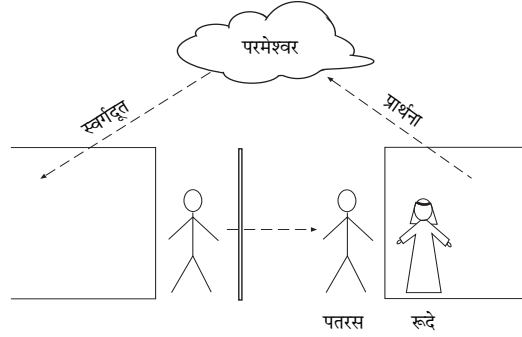 परमेश्वर
स्वर्गदूत
प्रार्थना
पतरस
रूदे